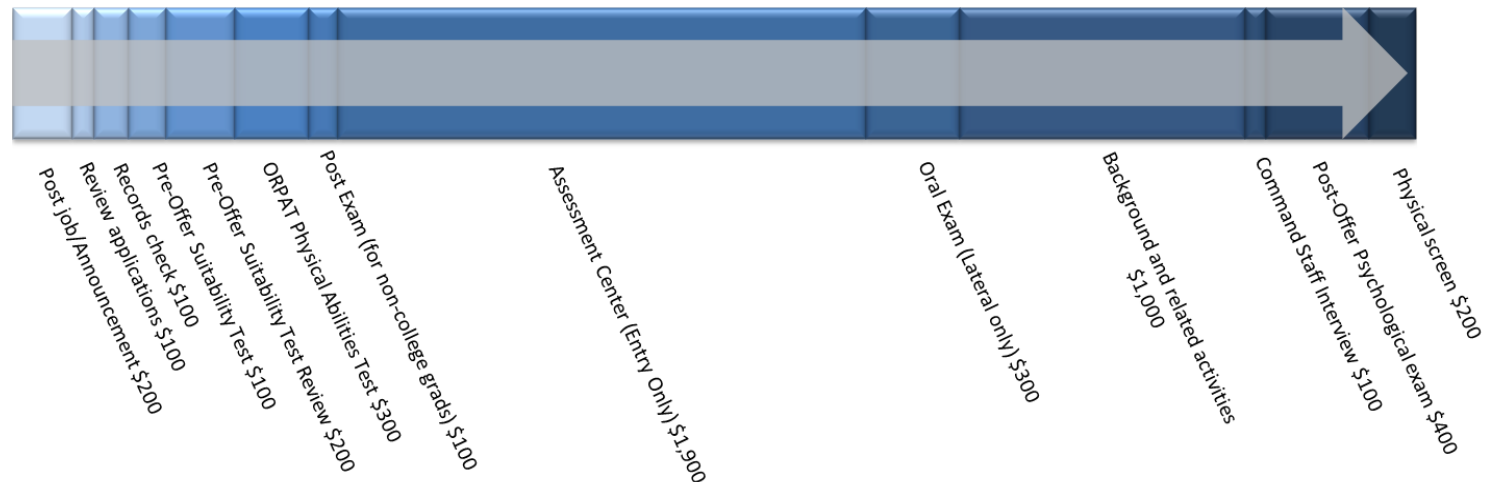 Post job/Announcement $200
Review applications $100
Records check $100
Pre-Offer Suitability Test $100
Pre-Offer Suitability Test Review $200
ORPAT Physical Abilities Test $300
Post Exam (for non-college grads) $100
Assessment Center (Entry Only) $1,900
Oral Exam (Lateral only) $300
Background and related activities
$1,000
Command Staff Interview $100
Post-Offer Psychological exam $400
Physical screen $200